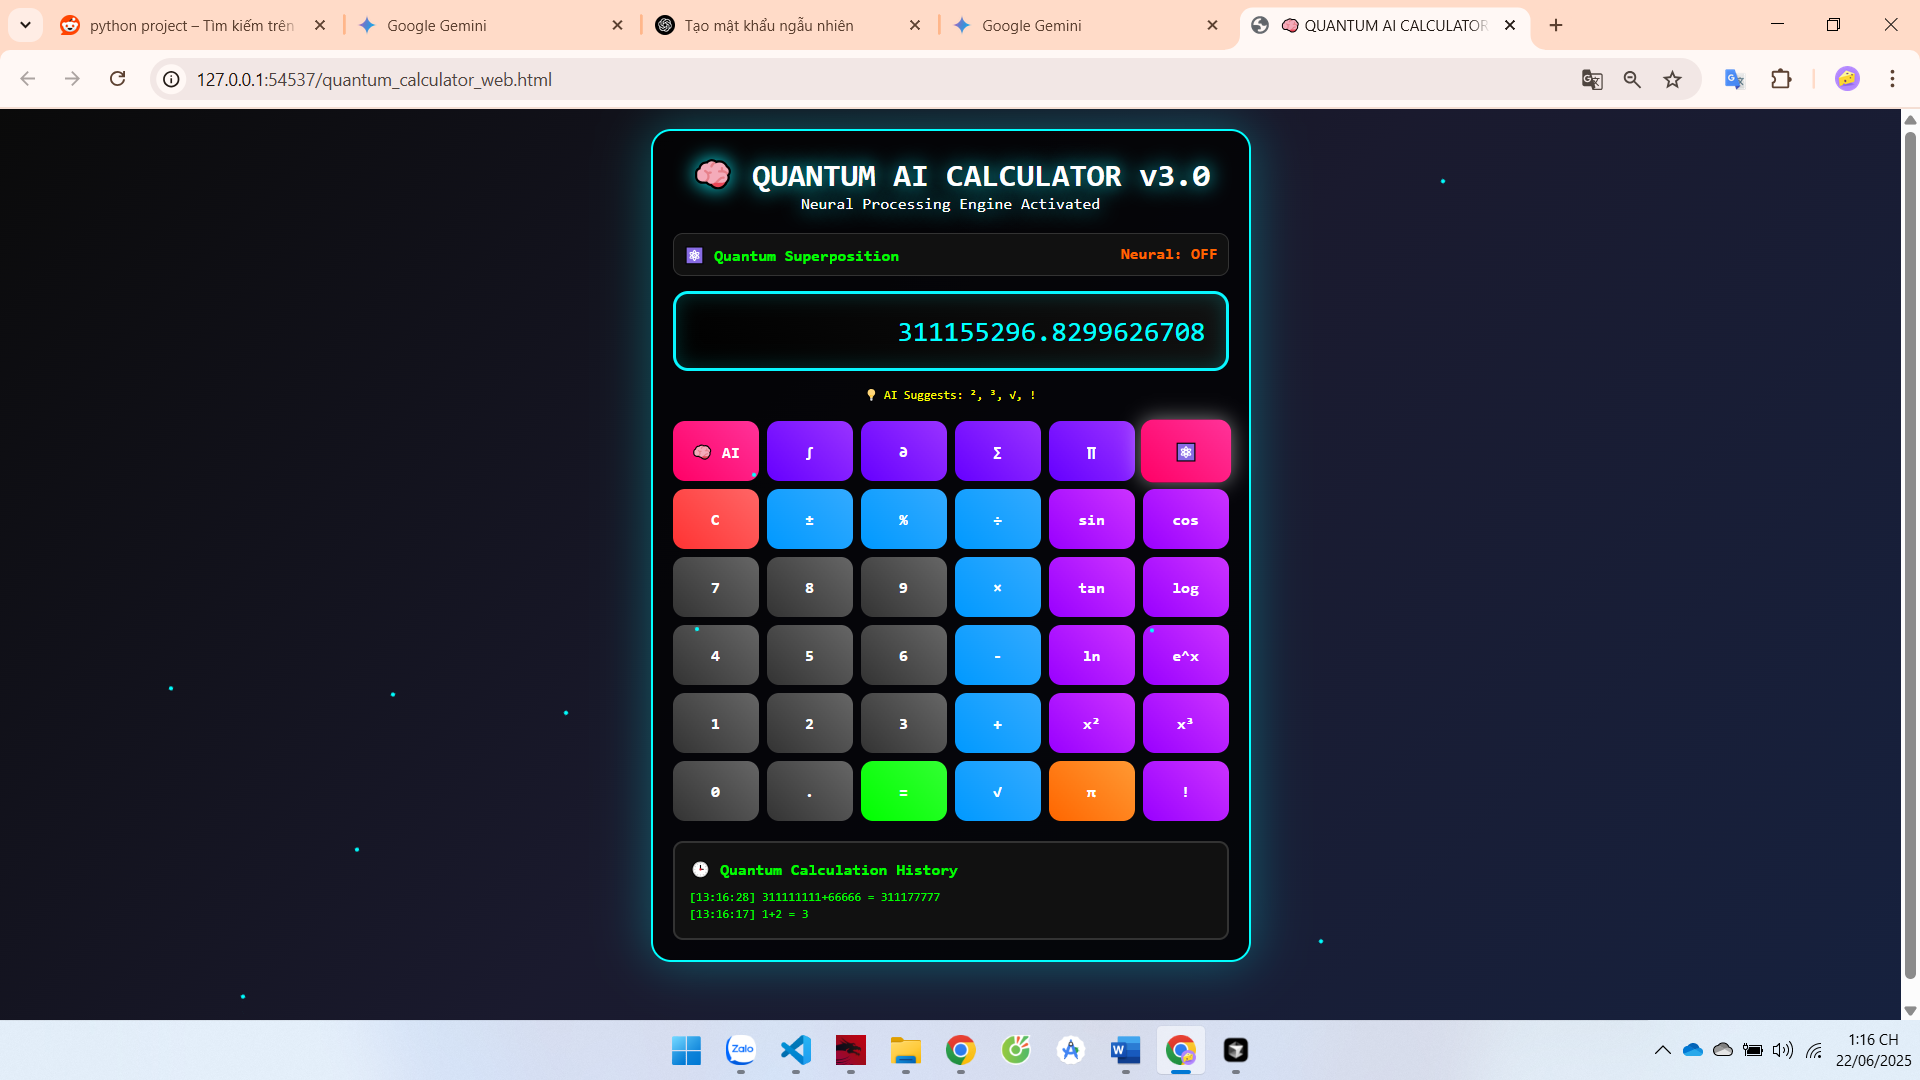 python project – Tìm kiếm trên
Google Gemini
Tạo mật khẩu ngẫu nhiên
Google Gemini
🧠 QUANTUM AI CALCULATOR
127.0.0.1:54537/quantum_calculator_web.html
🧠 QUANTUM AI CALCULATOR v3.0
Neural Processing Engine Activated
⚛️ Quantum Superposition
Neural: OFF
311155296.8299626708
💡 AI Suggests: ², ³, √, !
🧠 AI ∫ ∂ Σ ∏ ⚛️
C ± % ÷ sin cos
7 8 9 × tan log
4 5 6 - ln e^x
1 2 3 + x² x³
0 . = √ π !
🕒 Quantum Calculation History
[13:16:28] 311111111+66666 = 311177777
[13:16:17] 1+2 = 3
Zalo
W
1:16 CH
22/06/2025